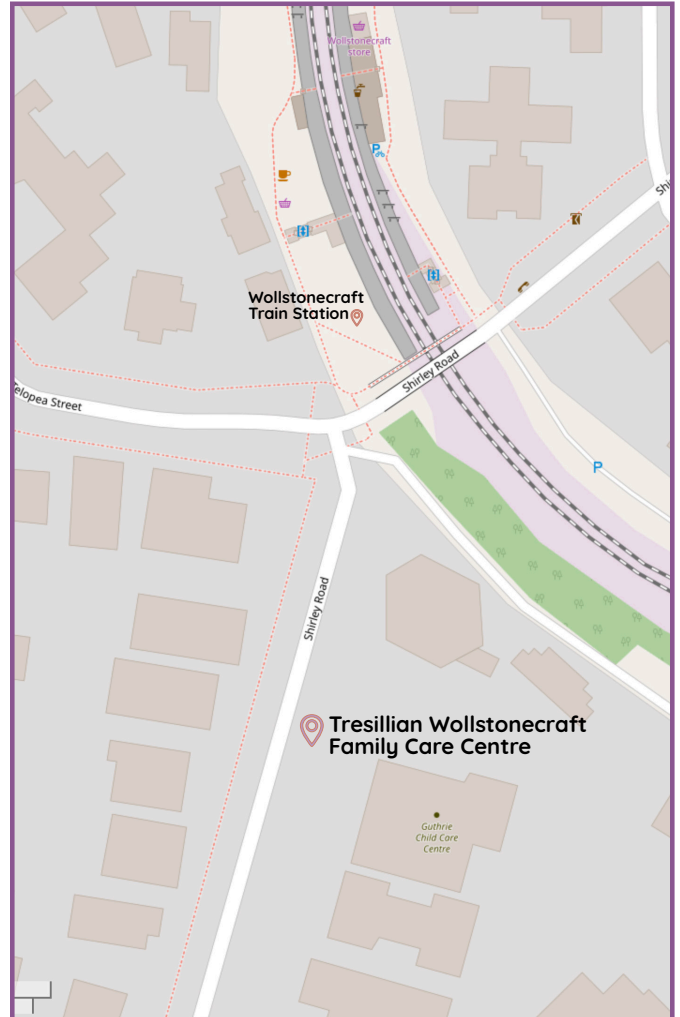 Wollstonecraft
store
P
Shi
Wollstonecraft
Train Station
Shirley Road
Telopea Street
P
Shirley Road
Tresillian Wollstonecraft
Family Care Centre
Guthrie
Child Care
Centre